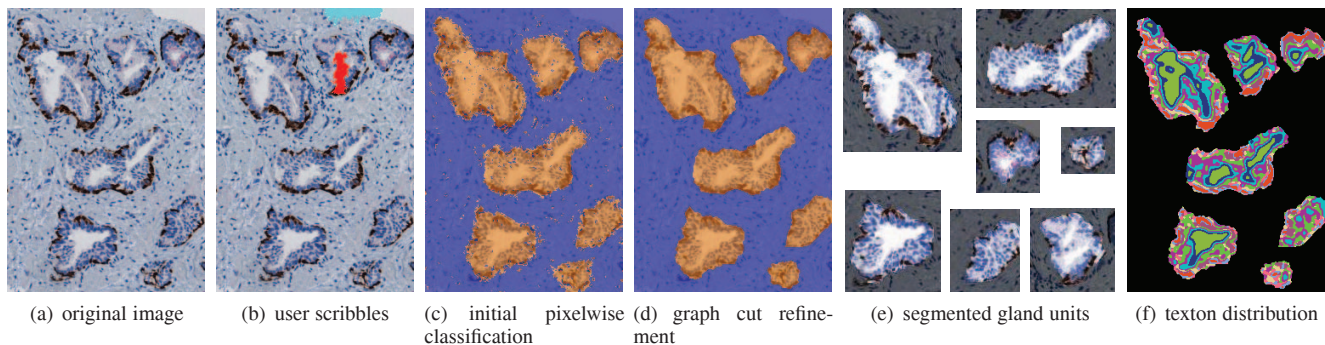 (a) original image
(b) user scribbles
(c) initial pixelwise
classification
(d) graph cut refine-
ment
(e) segmented gland units
(f) texton distribution